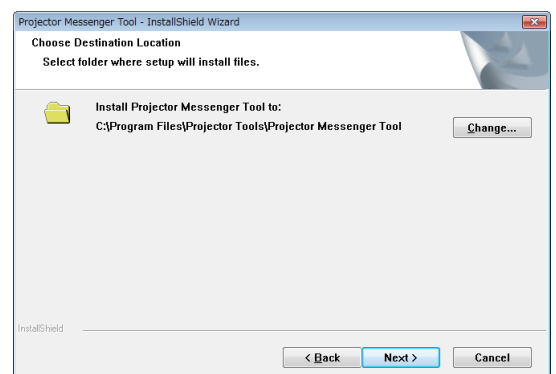 Projector Messenger Tool - InstallShield Wizard
Choose Destination Location
Select folder where setup will install files.
Install Projector Messenger Tool to:
C:\Program Files\Projector Tools\Projector Messenger Tool
Change...
InstallShield
< Back
Next >
Cancel